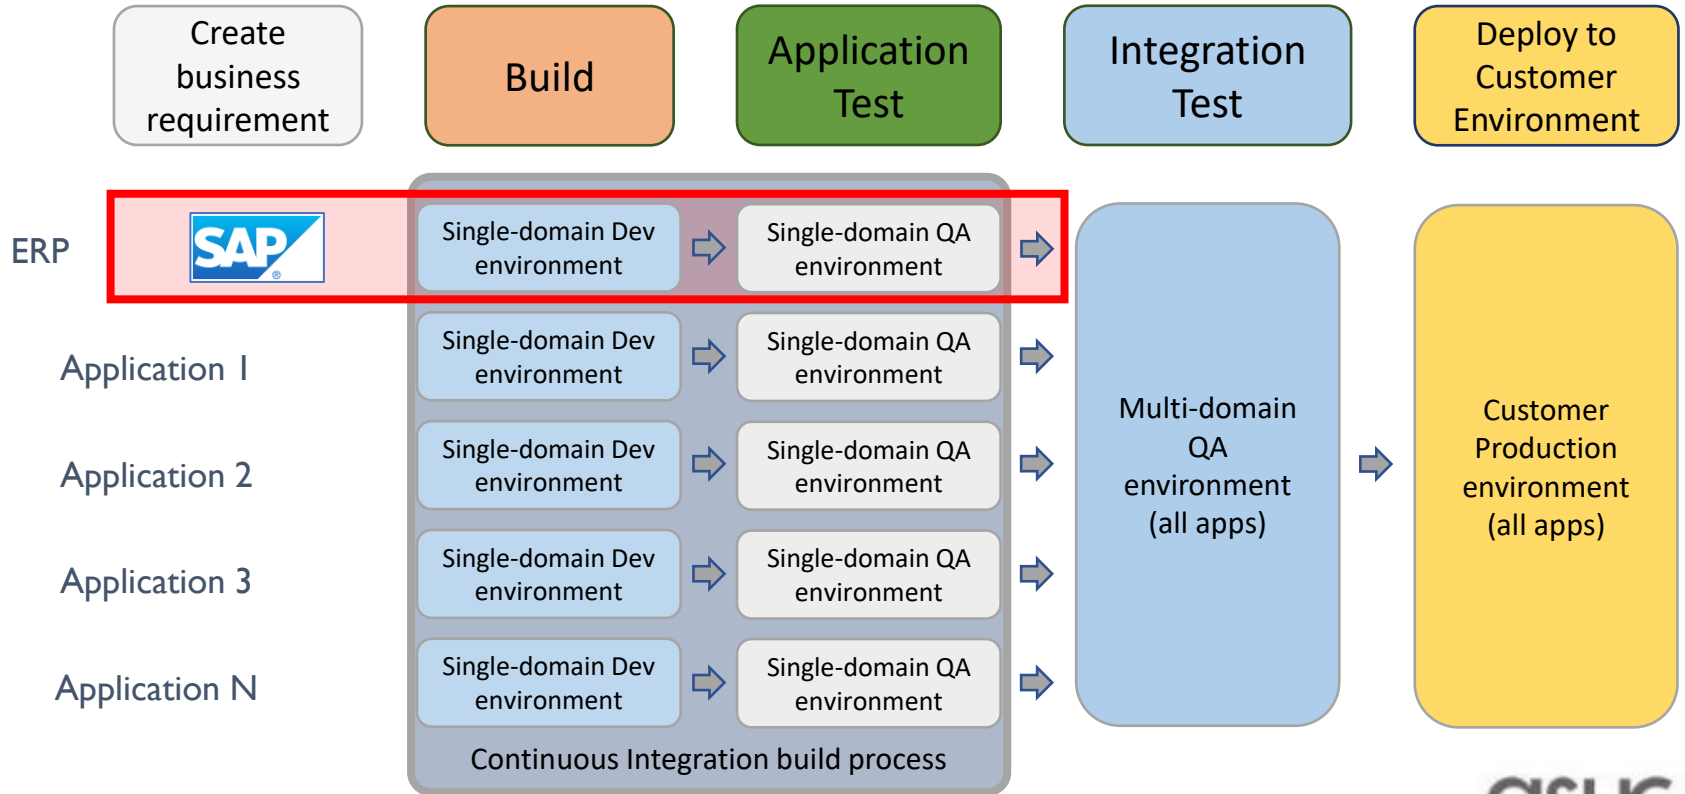 Create
business
requirement
Build
Application
Test
Integration
Test
Deploy to
Customer
Environment
ERP
SAP
®
Single-domain Dev
environment
Single-domain QA
environment
Application 1
Single-domain Dev
environment
Single-domain QA
environment
Application 2
Single-domain Dev
environment
Single-domain QA
environment
Application 3
Single-domain Dev
environment
Single-domain QA
environment
Application N
Single-domain Dev
environment
Single-domain QA
environment
Continuous Integration build process
Multi-domain
QA
environment
(all apps)
Customer
Production
environment
(all apps)